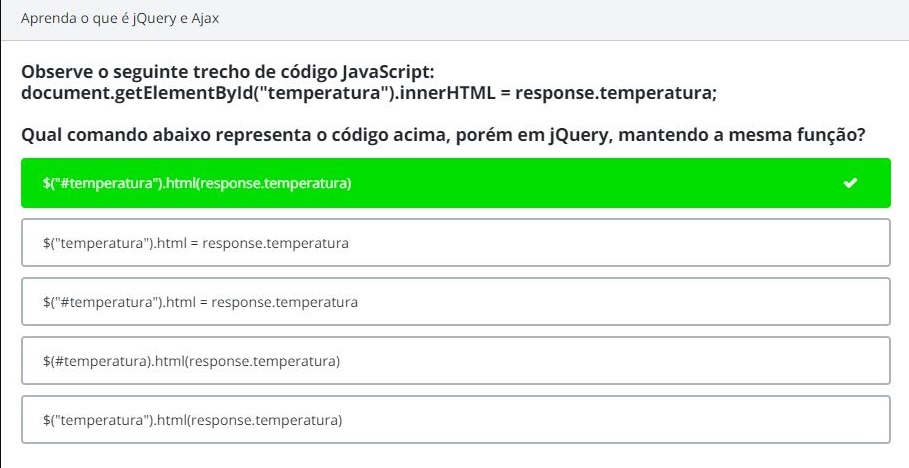 Aprenda o que é jQuery e Ajax
Observe o seguinte trecho de código JavaScript:
document.getElementById("temperatura").innerHTML = response.temperatura;
Qual comando abaixo representa o código acima, porém em jQuery, mantendo a mesma função?
$("#temperatura").html(response.temperatura)
$("temperatura").html = response.temperatura
$("#temperatura").html = response.temperatura
$(#temperatura).html(response.temperatura)
$("temperatura").html(response.temperatura)